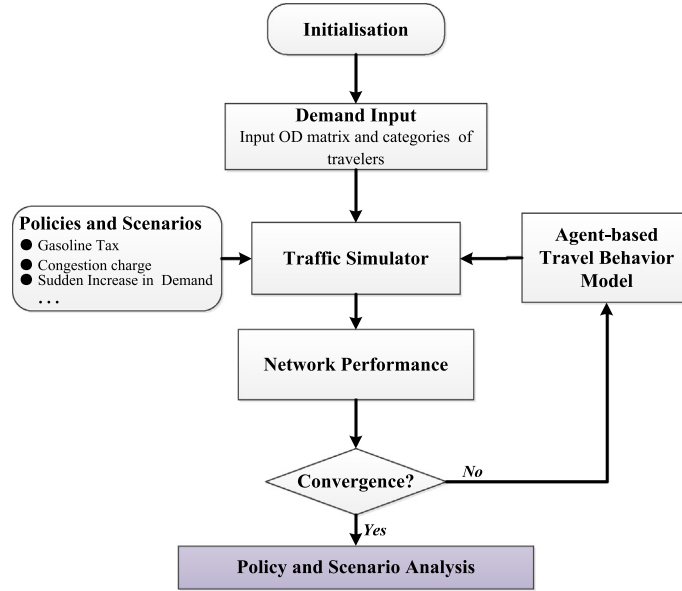 Initialisation
Demand Input
Input OD matrix and categories of
travelers
Policies and Scenarios
● Gasoline Tax
● Congestion charge
● Sudden Increase in Demand
...
Traffic Simulator
Agent-based
Travel Behavior
Model
Network Performance
Convergence?
No
Yes
Policy and Scenario Analysis